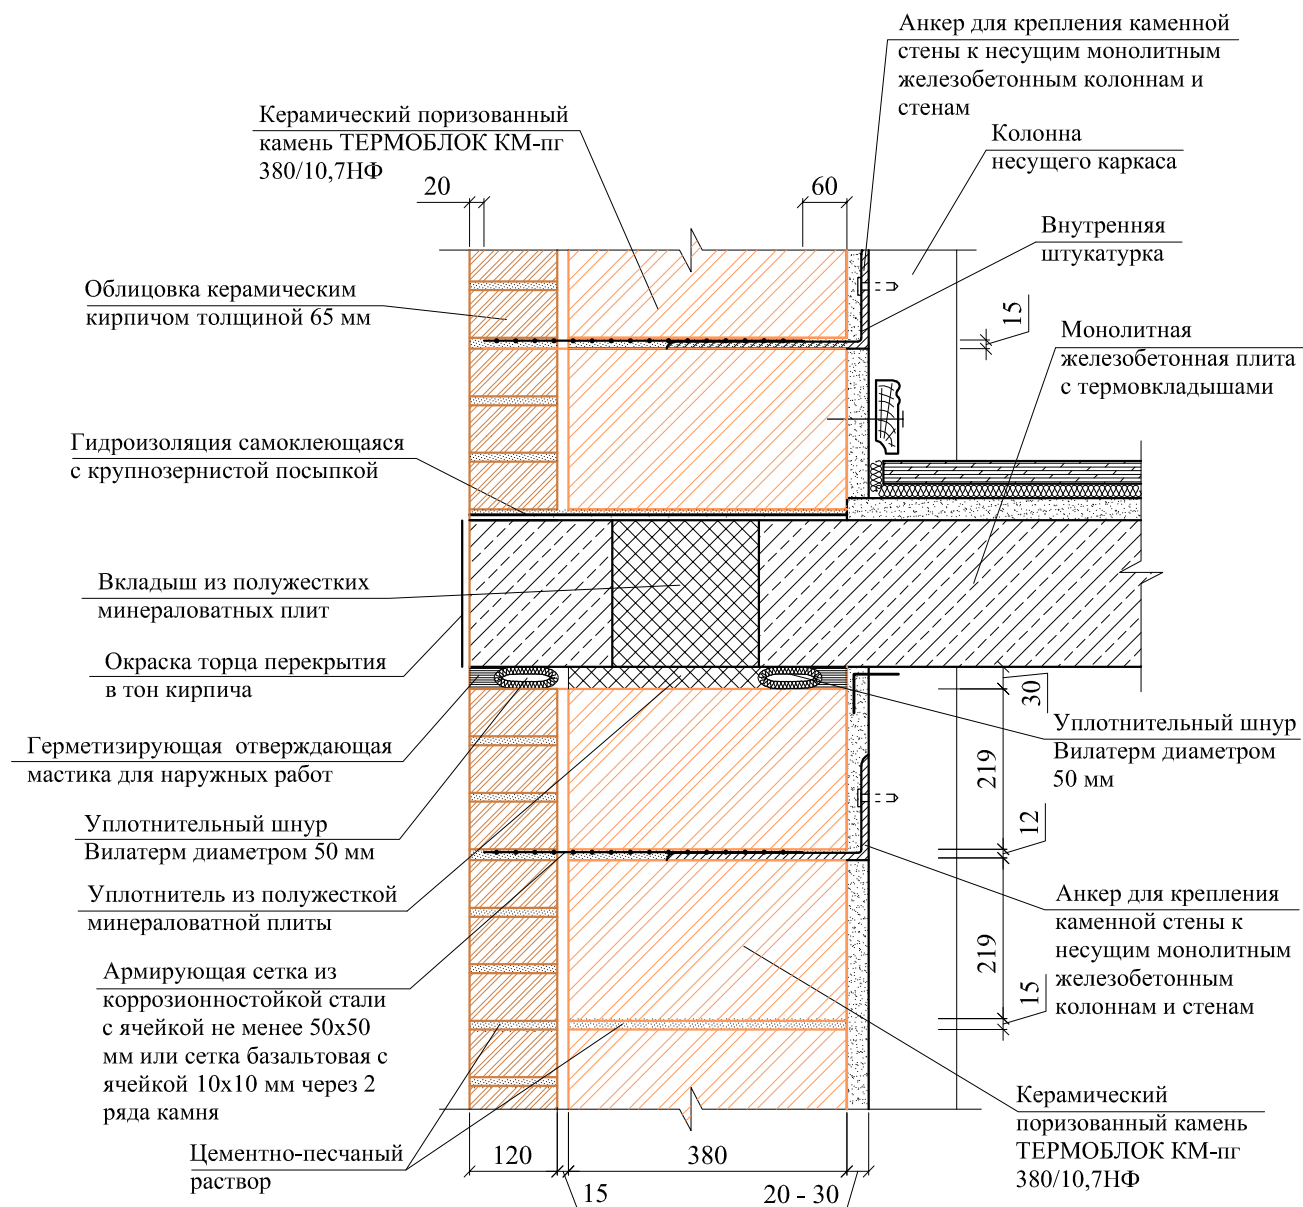 Анкер для крепления каменной
стены к несущим монолитным
железобетонным колоннам и
стенам
Керамический поризованный
камень ТЕРМОБЛОК КМ-пг
380/10,7НФ
Колонна
несущего каркаса
20
60
Внутренняя
штукатурка
Облицовка керамическим
кирпичом толщиной 65 мм
15
Монолитная
железобетонная плита
с термовкладышами
Гидроизоляция самоклеющаяся
с крупнозернистой посыпкой
Вкладыш из полужестких
минераловатных плит
Окраска торца перекрытия
в тон кирпича
30
Уплотнительный шнур
Вилатерм диаметром
50 мм
Герметизирующая отверждающая
мастика для наружных работ
219
12
Уплотнительный шнур
Вилатерм диаметром 50 мм
Уплотнитель из полужесткой
минераловатной плиты
Анкер для крепления
каменной стены к
несущим монолитным
железобетонным
колоннам и стенам
219
15
Армирующая сетка из
коррозионностойкой стали
с ячейкой не менее 50х50
мм или сетка базальтовая с
ячейкой 10х10 мм через 2
ряда камня
Керамический
поризованный камень
ТЕРМОБЛОК КМ-пг
380/10,7НФ
Цементно-песчаный
раствор
120
380
15
20 - 30